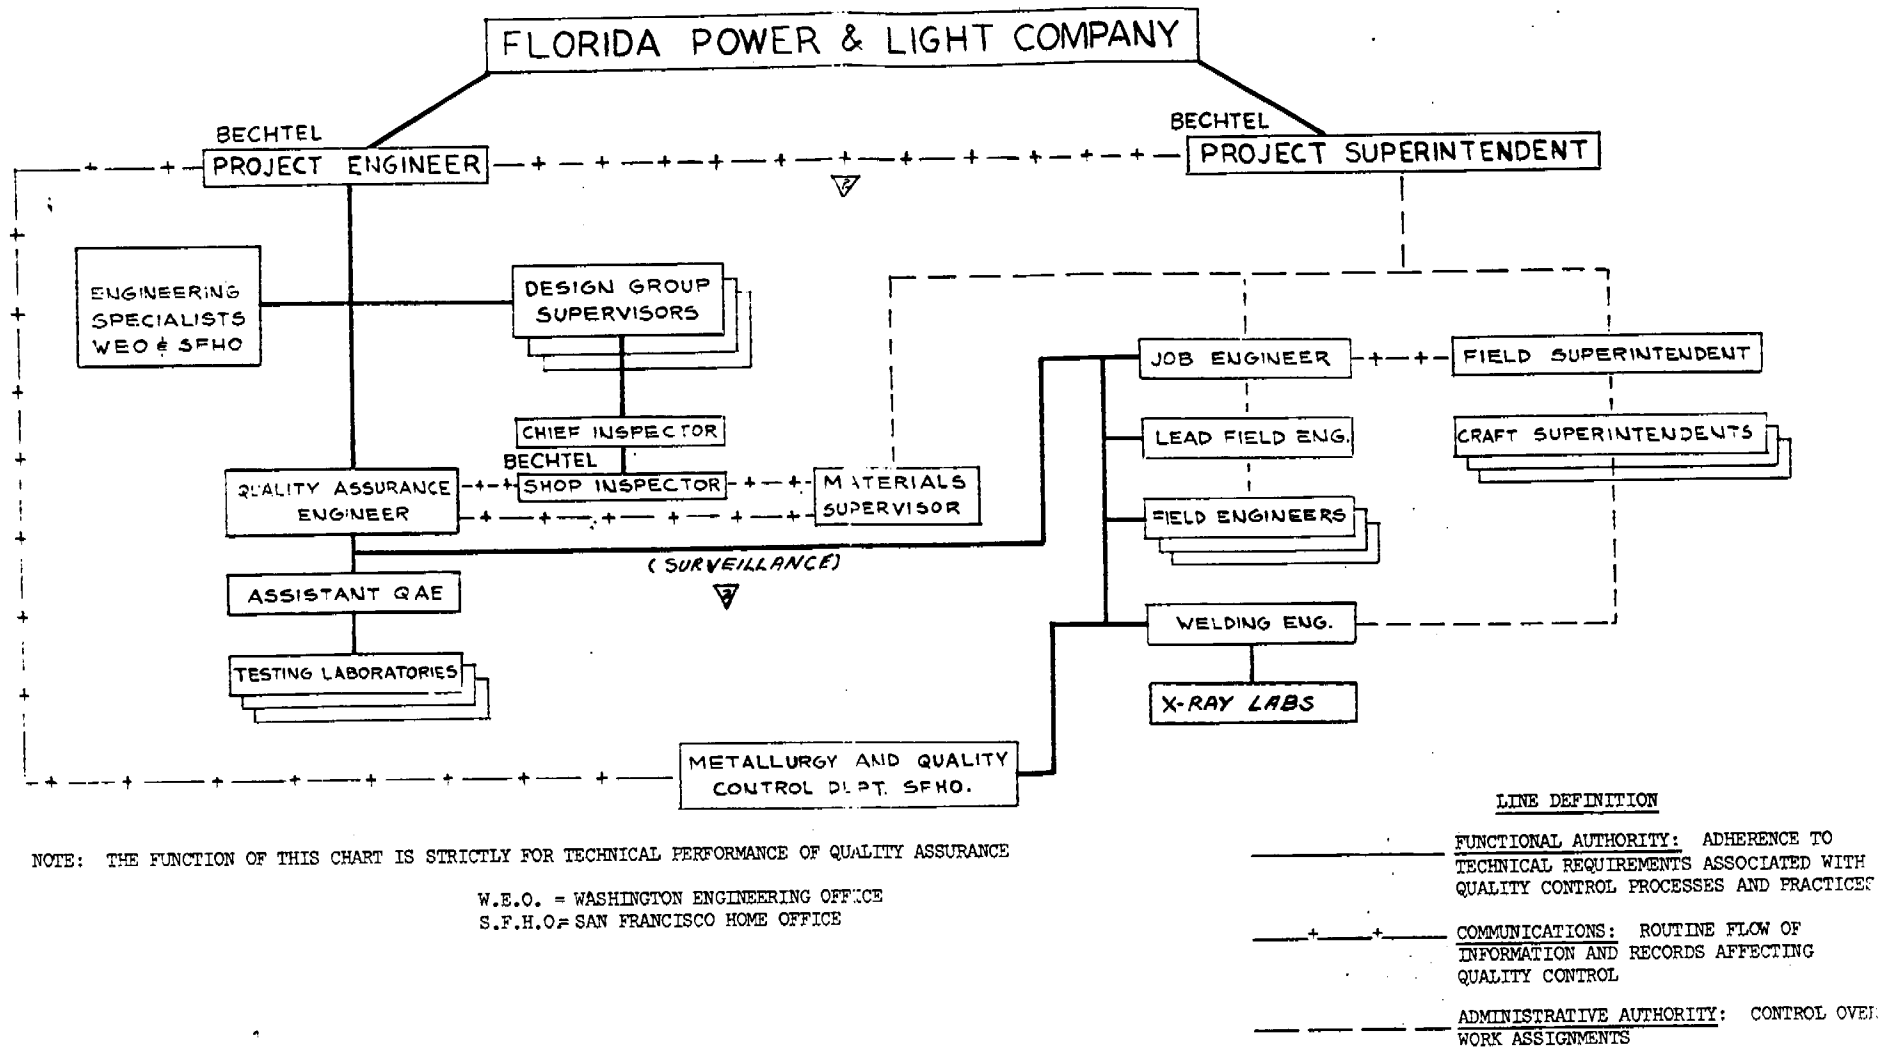 FLORIDA POWER & LIGHT COMPANY
BECHTEL
PROJECT ENGINEER
BECHTEL
PROJECT SUPERINTENDENT
ENGINEERING
SPECIALISTS
WEO & SFHO
DESIGN GROUP
SUPERVISORS
JOB ENGINEER
FIELD SUPERINTENDENT
CHIEF INSPECTOR
LEAD FIELD ENG.
CRAFT SUPERINTENDENTS
BECHTEL
SHOP INSPECTOR
QUALITY ASSURANCE
ENGINEER
MATERIALS
SUPERVISOR
FIELD ENGINEERS
(SURVEILLANCE)
ASSISTANT QAE
WELDING ENG.
TESTING LABORATORIES
X-RAY LABS
METALLURGY AND QUALITY
CONTROL DEPT. SFHO.
NOTE: THE FUNCTION OF THIS CHART IS STRICTLY FOR TECHNICAL PERFORMANCE OF QUALITY ASSURANCE
W.E.O. = WASHINGTON ENGINEERING OFFICE
S.F.H.O.= SAN FRANCISCO HOME OFFICE
LINE DEFINITION
FUNCTIONAL AUTHORITY: ADHERENCE TO
TECHNICAL REQUIREMENTS ASSOCIATED WITH
QUALITY CONTROL PROCESSES AND PRACTICES
COMMUNICATIONS: ROUTINE FLOW OF
INFORMATION AND RECORDS AFFECTING
QUALITY CONTROL
ADMINISTRATIVE AUTHORITY: CONTROL OVER
WORK ASSIGNMENTS